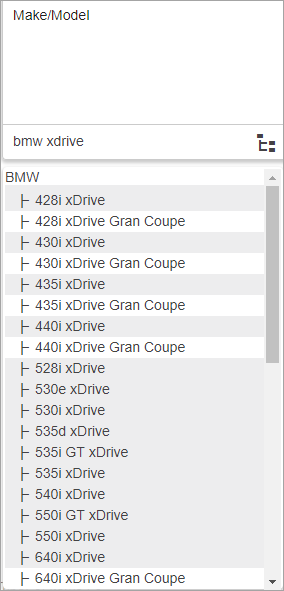 Make/Model
bmw xdrive
BMW
428i xDrive
428i xDrive Gran Coupe
430i xDrive
430i xDrive Gran Coupe
435i xDrive
435i xDrive Gran Coupe
440i xDrive
440i xDrive Gran Coupe
528i xDrive
530e xDrive
530i xDrive
535d xDrive
535i GT xDrive
535i xDrive
540i xDrive
550i GT xDrive
550i xDrive
640i xDrive
640i xDrive Gran Coupe